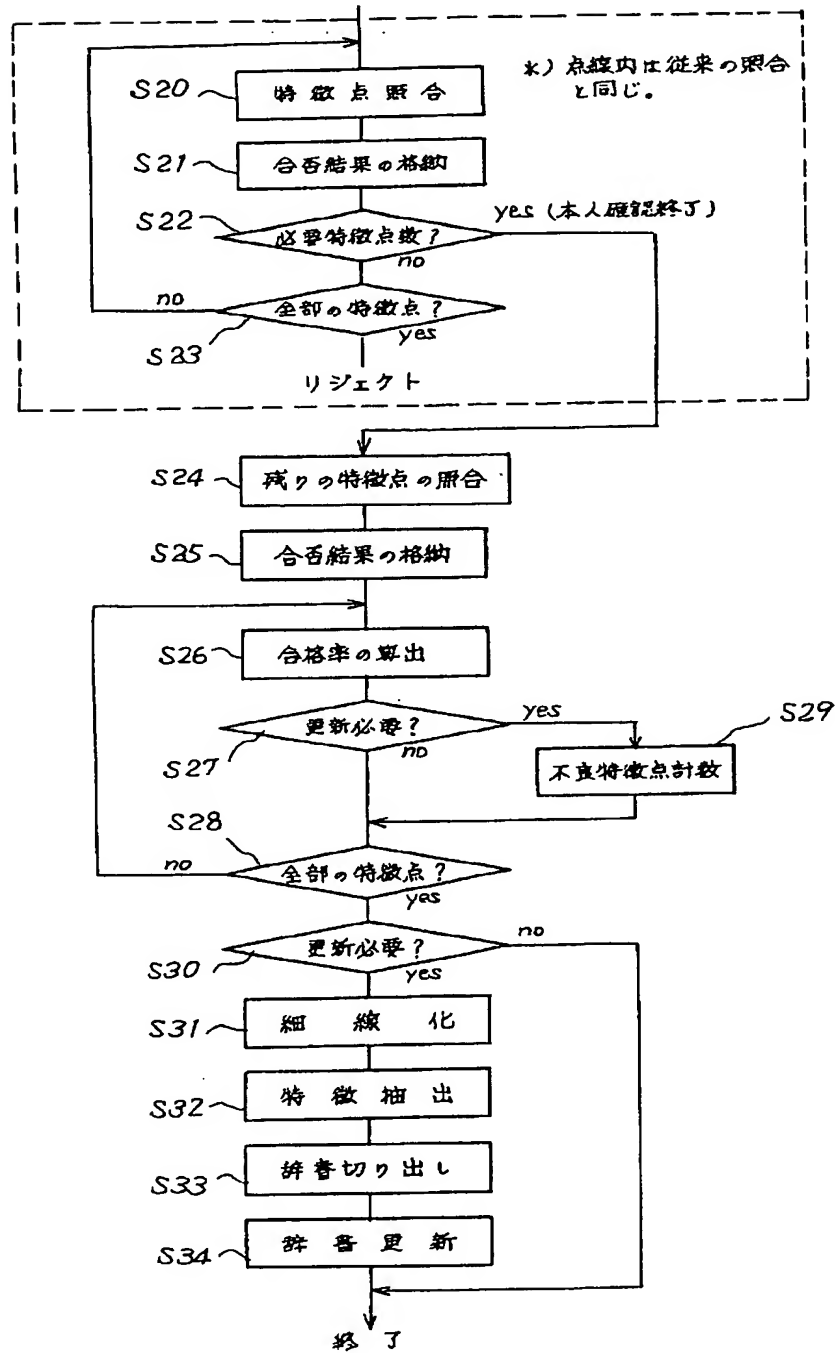 *) 点線内は従来の照合
と同じ。
S20
特徴点照合
S21
合否結果の格納
S22
必要特徴点数?
yes (本人確認終了)
no
no
全部の特徴点?
S23
yes
リジェクト
S24
残りの特徴点の照合
S25
合否結果の格納
S26
合格率の算出
更新必要?
yes
S29
S27
no
不良特徴点計数
S28
no
全部の特徴点?
yes
更新必要?
no
S30
yes
S31
細線化
S32
特徴抽出
S33
辞書切り出し
S34
辞書更新
終了